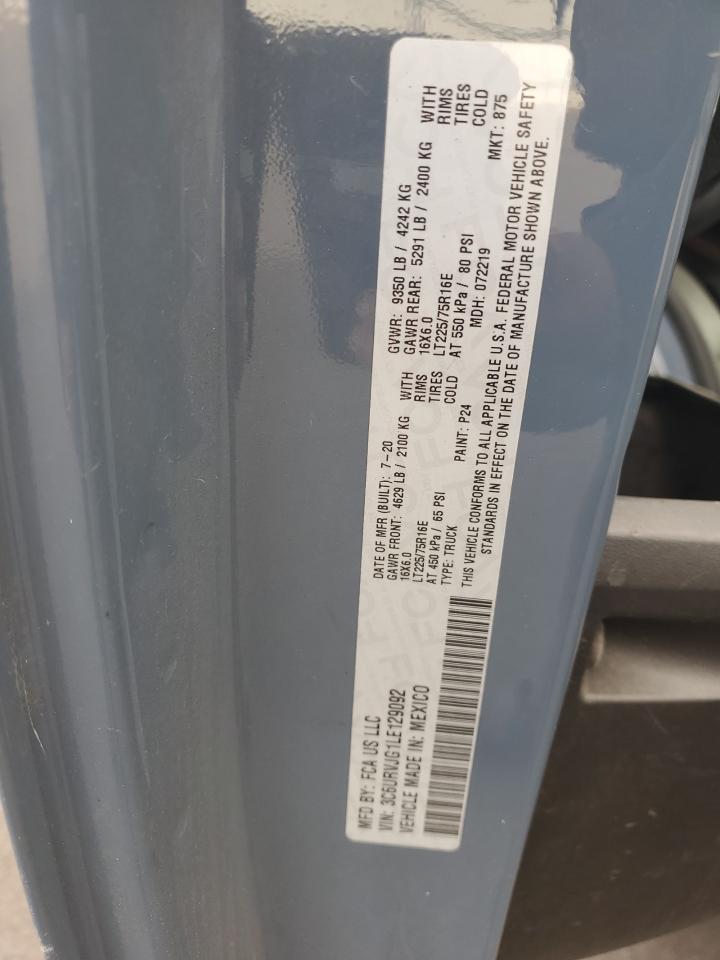 MFD BY: FCA US LLC
DATE OF MFR (BUILT): 7-20
GVWR: 9350 LB / 4242 KG
VIN: 3C6URVJG1LE129092
GAWR FRONT: 4629 LB / 2100 KG WITH
GAWR REAR: 5291 LB / 2400 KG WITH
VEHICLE MADE IN: MEXICO
16X6.0 RIMS
16X6.0 RIMS
LT225/75R16E TIRES
LT225/75R16E TIRES
AT 450 kPa / 65 PSI COLD
AT 550 kPa / 80 PSI COLD
TYPE: TRUCK PAINT: P24 MDH: 072219 MKT: 875
THIS VEHICLE CONFORMS TO ALL APPLICABLE U.S.A. FEDERAL MOTOR VEHICLE SAFETY
STANDARDS IN EFFECT ON THE DATE OF MANUFACTURE SHOWN ABOVE.